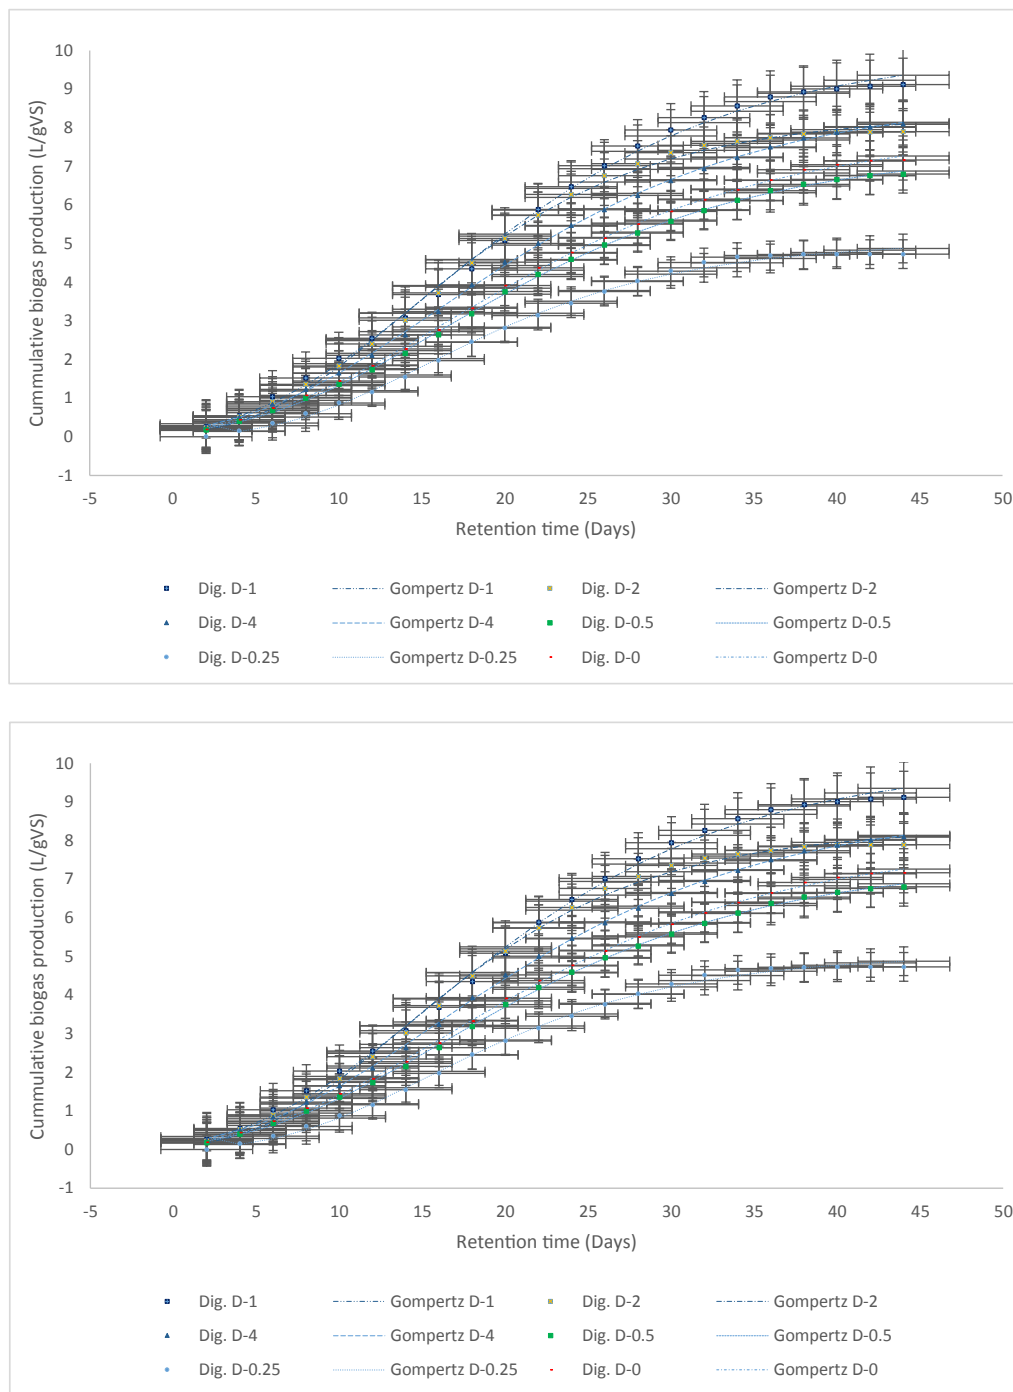 10
9
8
7
6
5
4
3
2
1
0
-1
Cummulative biogas production (L/gVS)
-5 0 5 10 15 20 25 30 35 40 45 50
Retention time (Days)
Dig. D-1 Gompertz D-1 Dig. D-2 Gompertz D-2
Dig. D-4 Gompertz D-4 Dig. D-0.5 Gompertz D-0.5
Dig. D-0.25 Gompertz D-0.25 Dig. D-0 Gompertz D-0
10
9
8
7
6
5
4
3
2
1
0
-1
Cummulative biogas production (L/gVS)
-5 0 5 10 15 20 25 30 35 40 45 50
Retention time (Days)
Dig. D-1 Gompertz D-1 Dig. D-2 Gompertz D-2
Dig. D-4 Gompertz D-4 Dig. D-0.5 Gompertz D-0.5
Dig. D-0.25 Gompertz D-0.25 Dig. D-0 Gompertz D-0